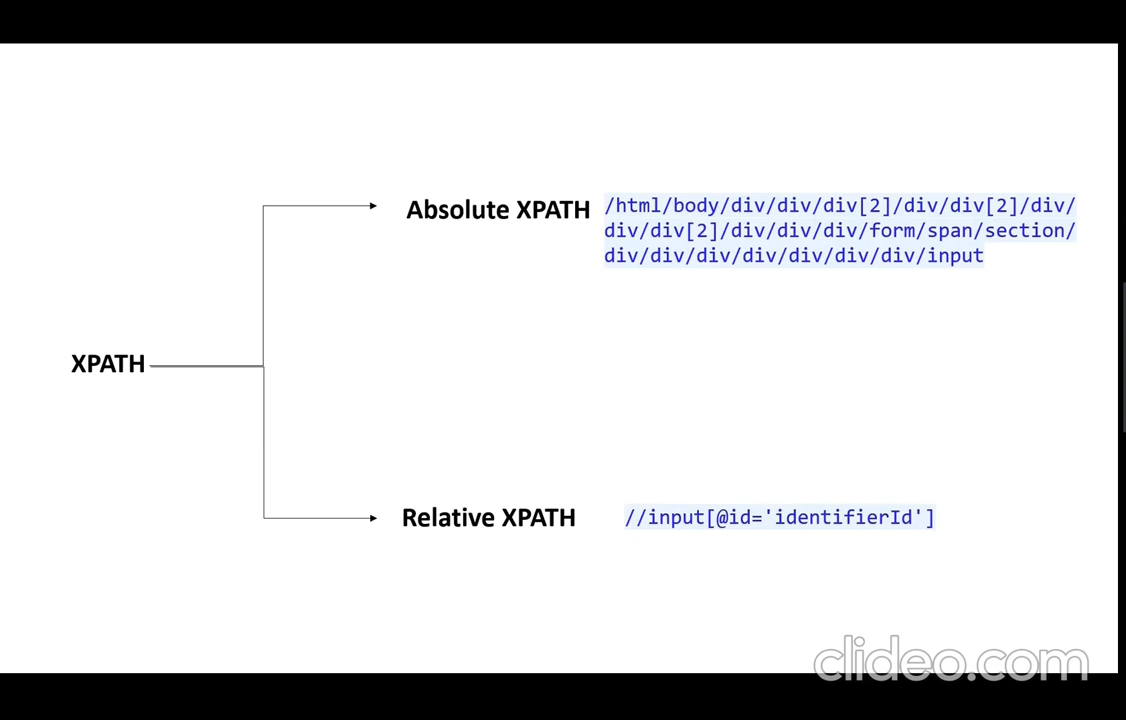 Absolute XPATH
/html/body/div/div/div[2]/div/div[2]/div/
div/div[2]/div/div/div/form/span/section/
div/div/div/div/div/div/div/input
XPATH
Relative XPATH
//input[@id='identifierId']
clideo.com